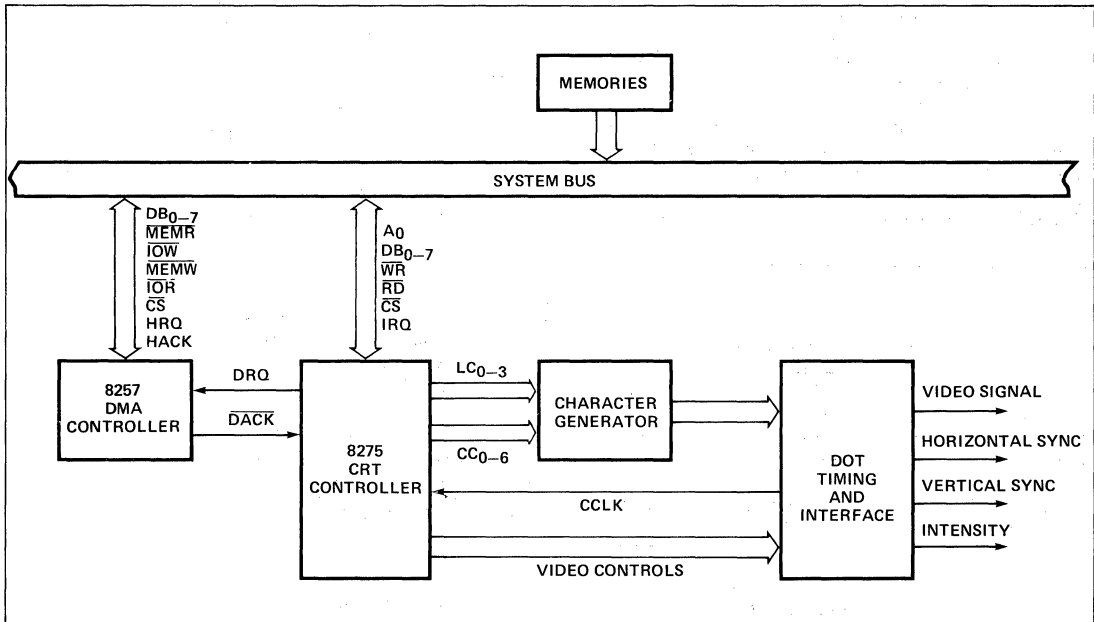 MEMORIES
SYSTEM BUS
DB0–7
MEMR
IOW
MEMW
IOR
CS
HRQ
HACK
A0
DB0–7
WR
RD
CS
IRQ
8257
DMA
CONTROLLER
DRQ
DACK
8275
CRT
CONTROLLER
LC0–3
CC0–6
CHARACTER
GENERATOR
CCLK
VIDEO CONTROLS
DOT
TIMING
AND
INTERFACE
VIDEO SIGNAL
HORIZONTAL SYNC
VERTICAL SYNC
INTENSITY